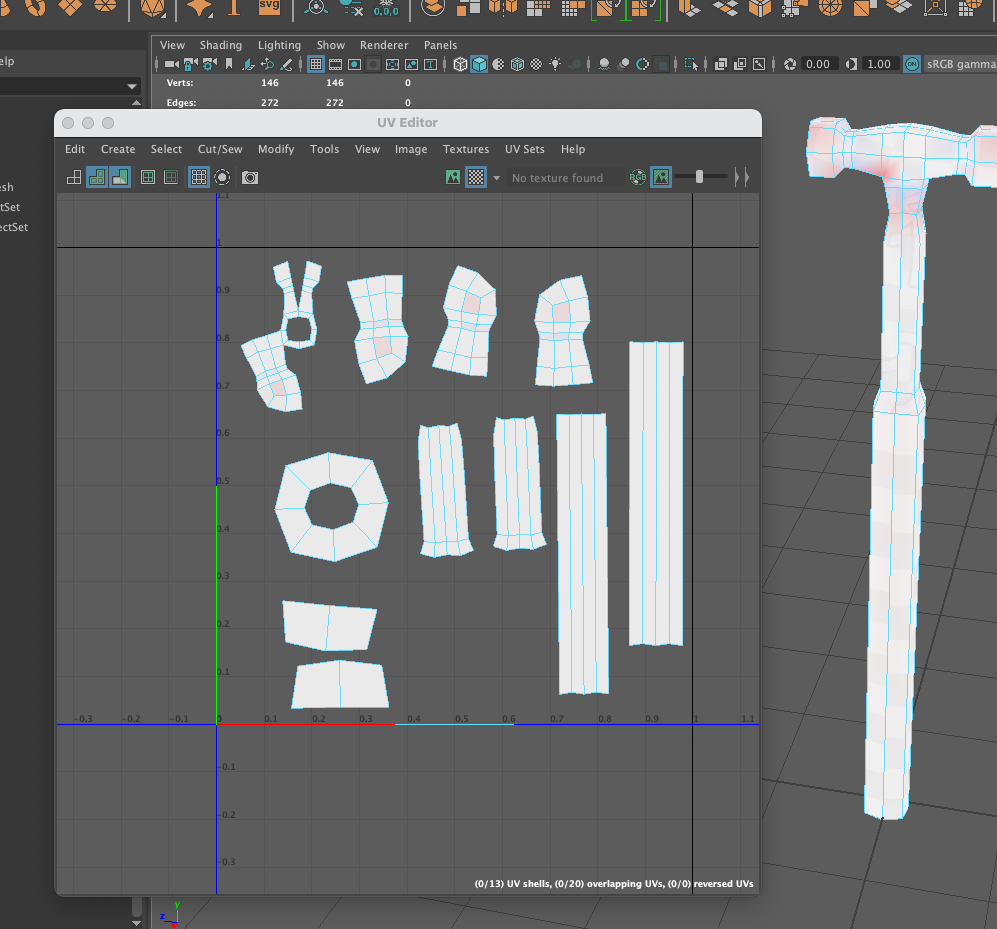 svg
0,0,0
elp
View Shading Lighting Show Renderer Panels
0.00 1.00 ON sRGB gamma
Verts: 146 146 0
Edges: 272 272 0
UV Editor
Edit Create Select Cut/Sew Modify Tools View Image Textures UV Sets Help
No texture found RGB
esh
tSet
ectSet
1.1
1
0.9
0.8
0.7
0.6
0.5
0.4
0.3
0.2
0.1
-0.3 -0.2 -0.1 0 0.1 0.2 0.3 0.4 0.5 0.6 0.7 0.8 0.9 1 1.1
-0.1
-0.2
-0.3
(0/13) UV shells, (0/20) overlapping UVs, (0/0) reversed UVs
y
z